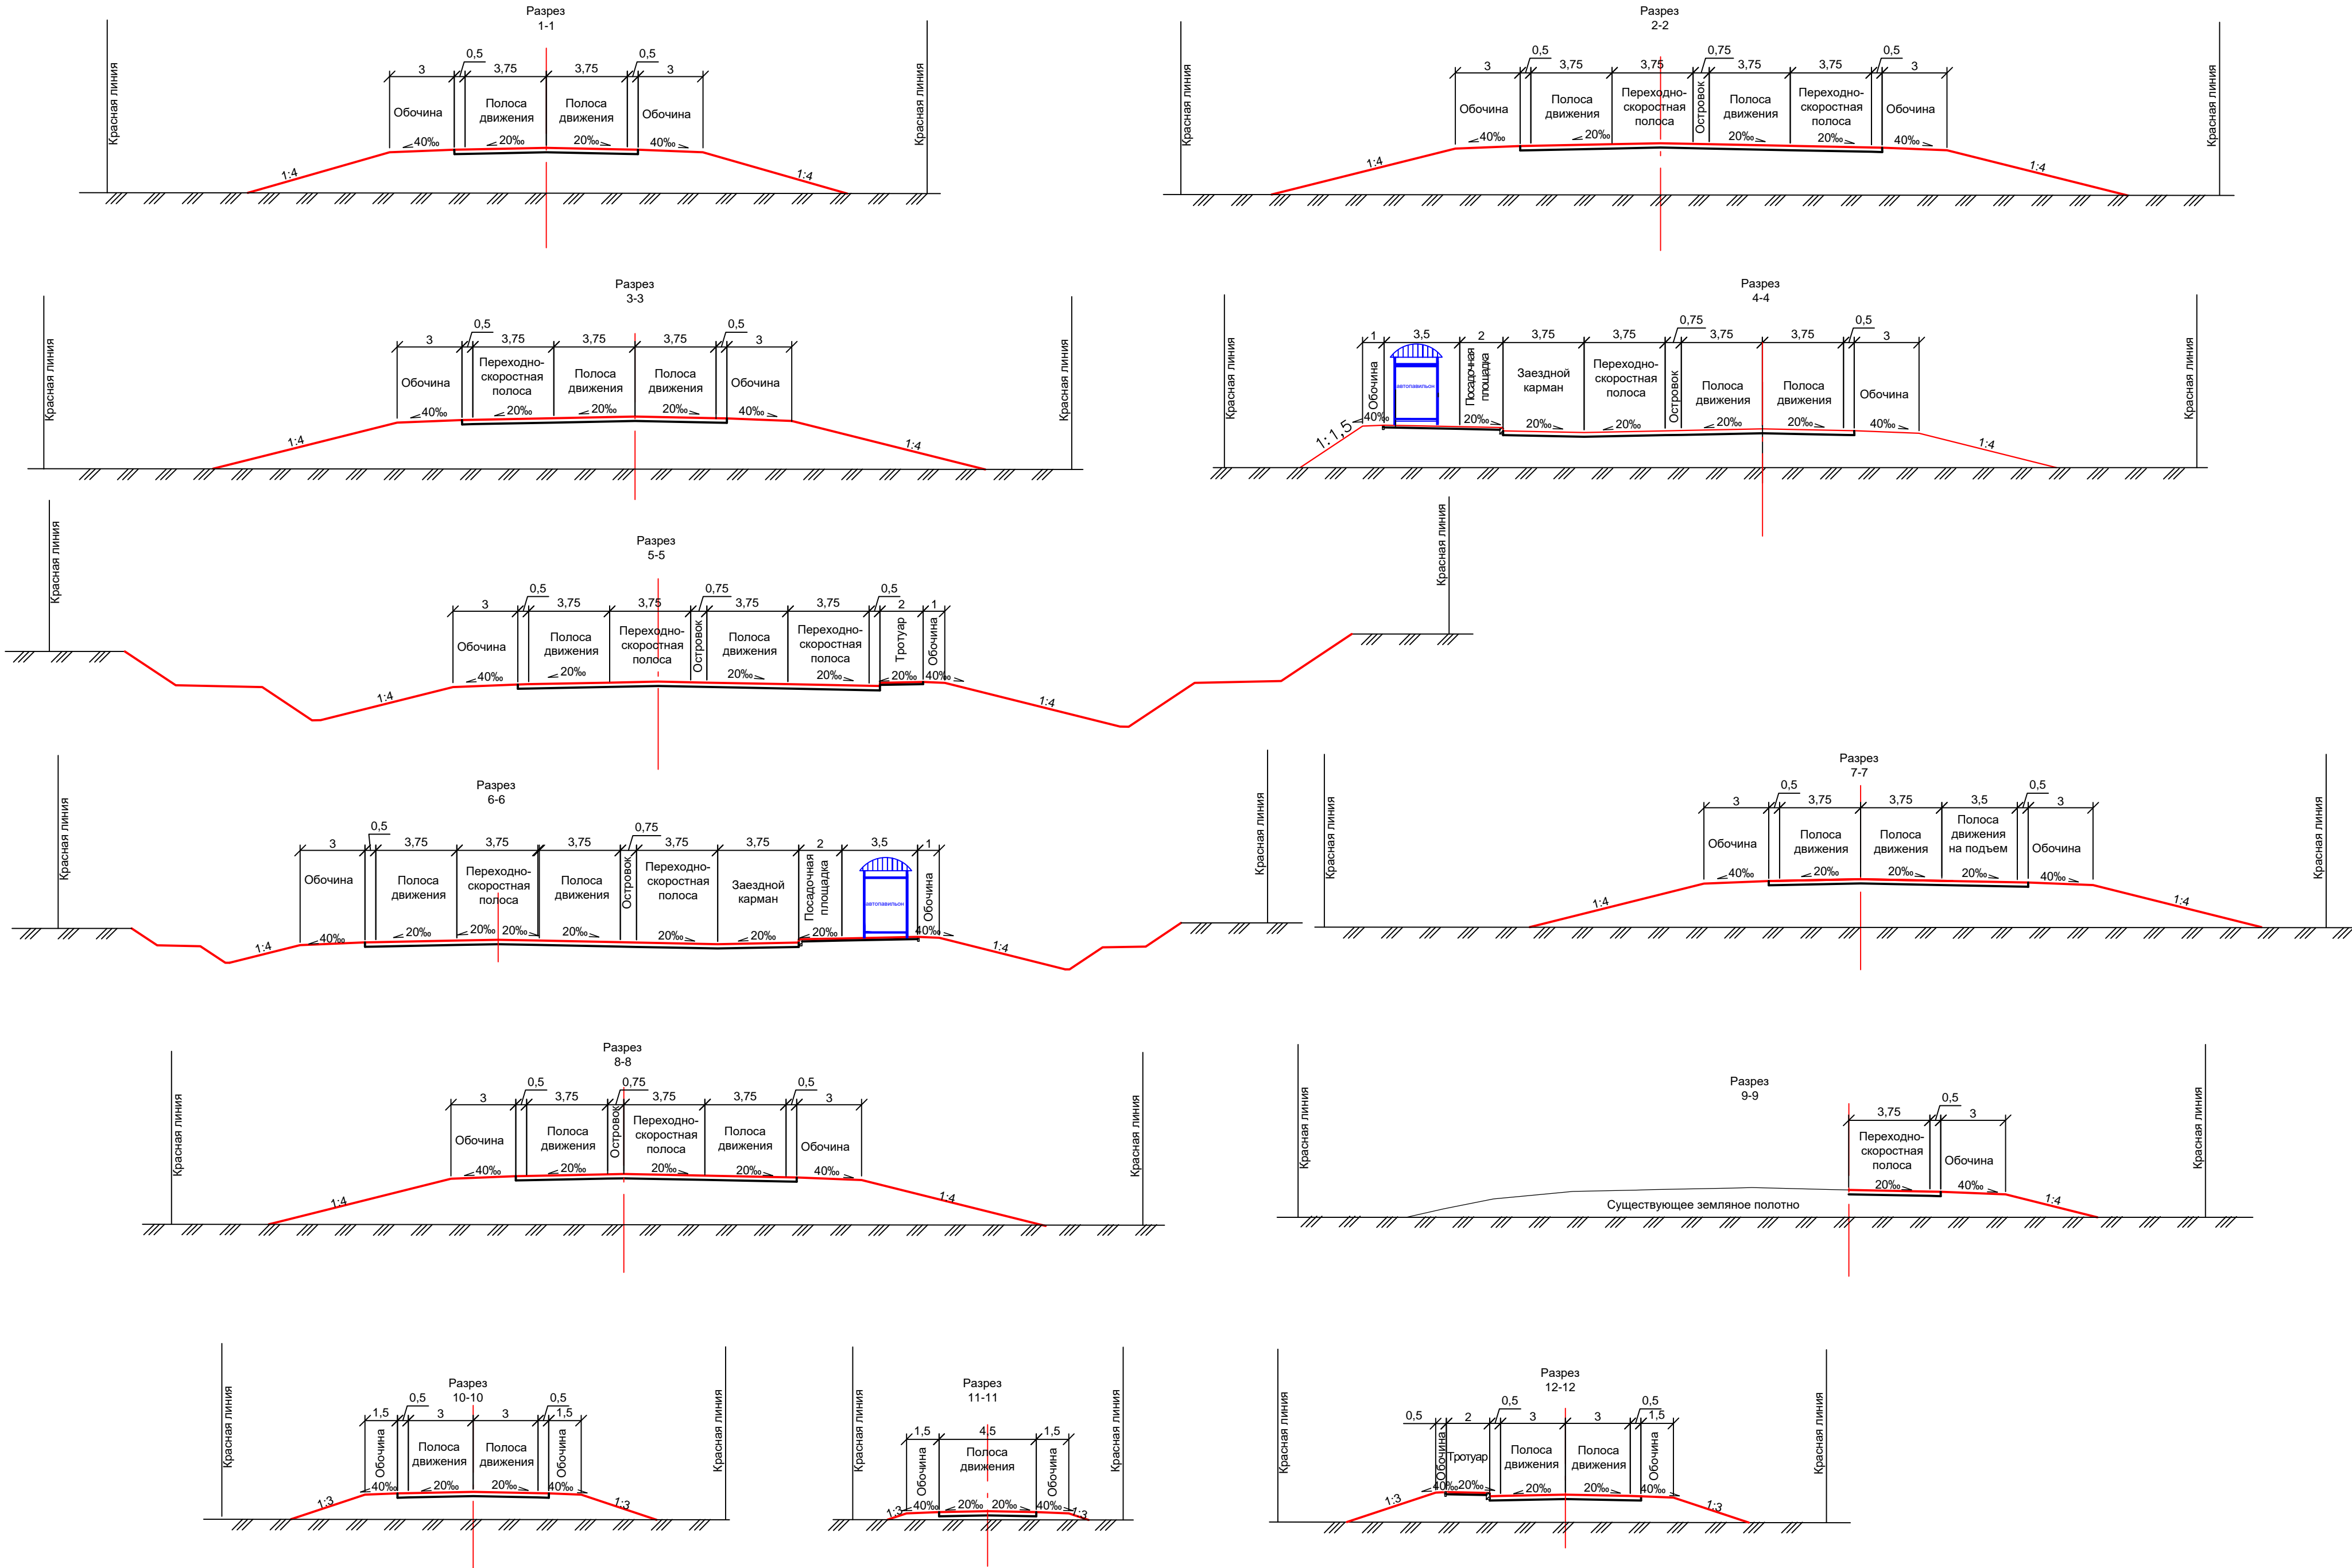 Разрез
1-1
Красная линия
Красная линия
0,5
0,5
3
3,75
3,75
3
Обочина
Полоса
движения
Полоса
движения
Обочина
40‰
20‰
20‰
40‰
1:4
1:4
Разрез
2-2
Красная линия
Красная линия
0,5
0,75
0,5
3
3,75
3,75
3,75
3,75
3
Обочина
Полоса
движения
Переходно-
скоростная
полоса
Островок
Полоса
движения
Переходно-
скоростная
полоса
Обочина
40‰
20‰
20‰
20‰
40‰
1:4
1:4
Разрез
3-3
Красная линия
Красная линия
0,5
0,5
3
3,75
3,75
3,75
3
Обочина
Переходно-
скоростная
полоса
Полоса
движения
Полоса
движения
Обочина
40‰
20‰
20‰
20‰
40‰
1:4
1:4
Разрез
4-4
Красная линия
Красная линия
0,75
0,5
1
3,5
2
3,75
3,75
3,75
3,75
3
Обочина
автопавильон
Посадочная
площадка
Заездной
карман
Переходно-
скоростная
полоса
Островок
Полоса
движения
Полоса
движения
Обочина
40‰
20‰
20‰
20‰
20‰
20‰
40‰
1:1,5
1:4
Разрез
5-5
Красная линия
Красная линия
0,5
0,75
0,5
3
3,75
3,75
3,75
3,75
2
1
Обочина
Полоса
движения
Переходно-
скоростная
полоса
Островок
Полоса
движения
Переходно-
скоростная
полоса
Тротуар
Обочина
40‰
20‰
20‰
20‰
20‰
40‰
1:4
1:4
Разрез
6-6
Красная линия
Красная линия
0,5
0,75
3
3,75
3,75
3,75
3,75
3,75
2
3,5
1
Обочина
Полоса
движения
Переходно-
скоростная
полоса
Полоса
движения
Островок
Переходно-
скоростная
полоса
Заездной
карман
Посадочная
площадка
автопавильон
Обочина
40‰
20‰
20‰
20‰
20‰
20‰
20‰
20‰
40‰
1:4
1:4
Разрез
7-7
Красная линия
Красная линия
0,5
0,5
3
3,75
3,75
3,5
3
Обочина
Полоса
движения
Полоса
движения
Полоса
движения
на подъем
Обочина
40‰
20‰
20‰
20‰
40‰
1:4
1:4
Разрез
8-8
Красная линия
Красная линия
0,5
0,75
0,5
3
3,75
3,75
3,75
3
Обочина
Полоса
движения
Островок
Переходно-
скоростная
полоса
Полоса
движения
Обочина
40‰
20‰
20‰
20‰
40‰
1:4
1:4
Разрез
9-9
Красная линия
Красная линия
0,5
3,75
3
Переходно-
скоростная
полоса
Обочина
20‰
40‰
1:4
Существующее земляное полотно
Разрез
10-10
Красная линия
Красная линия
0,5
0,5
1,5
3
3
1,5
Обочина
Полоса
движения
Полоса
движения
Обочина
40‰
20‰
20‰
40‰
1:3
1:3
Разрез
11-11
Красная линия
Красная линия
1,5
4,5
1,5
Обочина
Полоса
движения
Обочина
40‰
20‰
20‰
40‰
1:3
1:3
Разрез
12-12
Красная линия
Красная линия
0,5
0,5
0,5
2
3
3
1,5
Обочина
Тротуар
Полоса
движения
Полоса
движения
Обочина
40‰
20‰
20‰
20‰
40‰
1:3
1:3